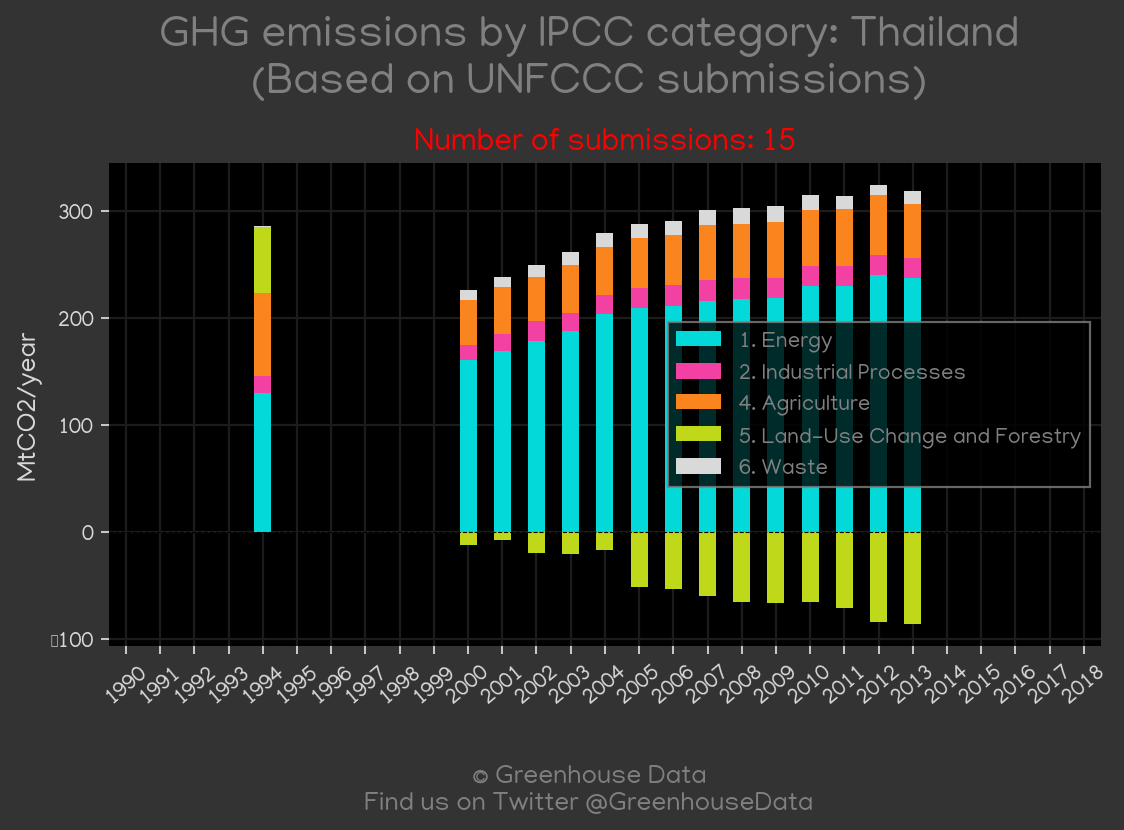 GHG emissions by IPCC category: Thailand
(Based on UNFCCC submissions)
Number of submissions: 15
MtCO2/year
300
200
100
0
▯100
1. Energy
2. Industrial Processes
4. Agriculture
5. Land-Use Change and Forestry
6. Waste
1990 1991 1992 1993 1994 1995 1996 1997 1998 1999 2000 2001 2002 2003 2004 2005 2006 2007 2008 2009 2010 2011 2012 2013 2014 2015 2016 2017 2018
© Greenhouse Data
Find us on Twitter @GreenhouseData